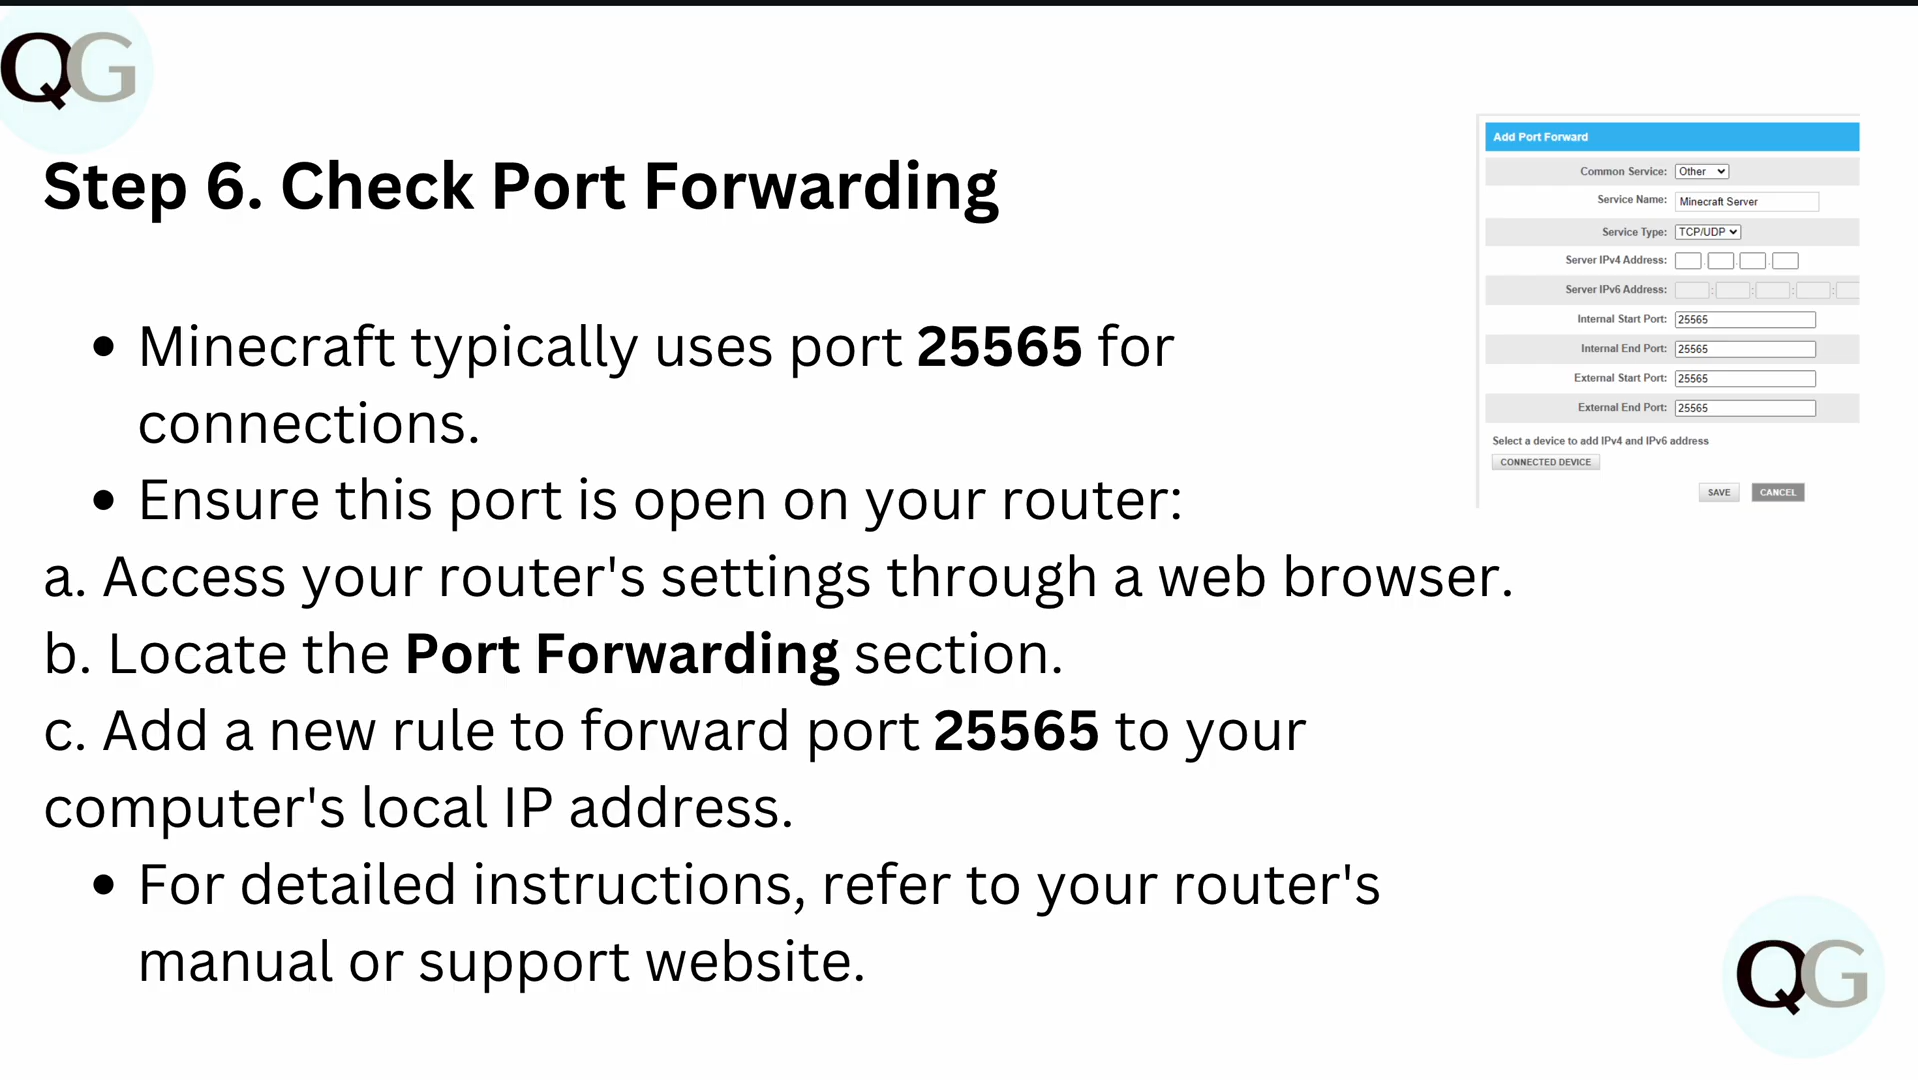 QG
Step 6. Check Port Forwarding
• Minecraft typically uses port 25565 for
connections.
• Ensure this port is open on your router:
a. Access your router's settings through a web browser.
b. Locate the Port Forwarding section.
c. Add a new rule to forward port 25565 to your
computer's local IP address.
• For detailed instructions, refer to your router's
manual or support website.
Add Port Forward
Common Service: Other
Service Name: Minecraft Server
Service Type: TCP/UDP
Server IPv4 Address:
Server IPv6 Address:
Internal Start Port: 25565
Internal End Port: 25565
External Start Port: 25565
External End Port: 25565
Select a device to add IPv4 and IPv6 address
CONNECTED DEVICE
SAVE CANCEL
QG